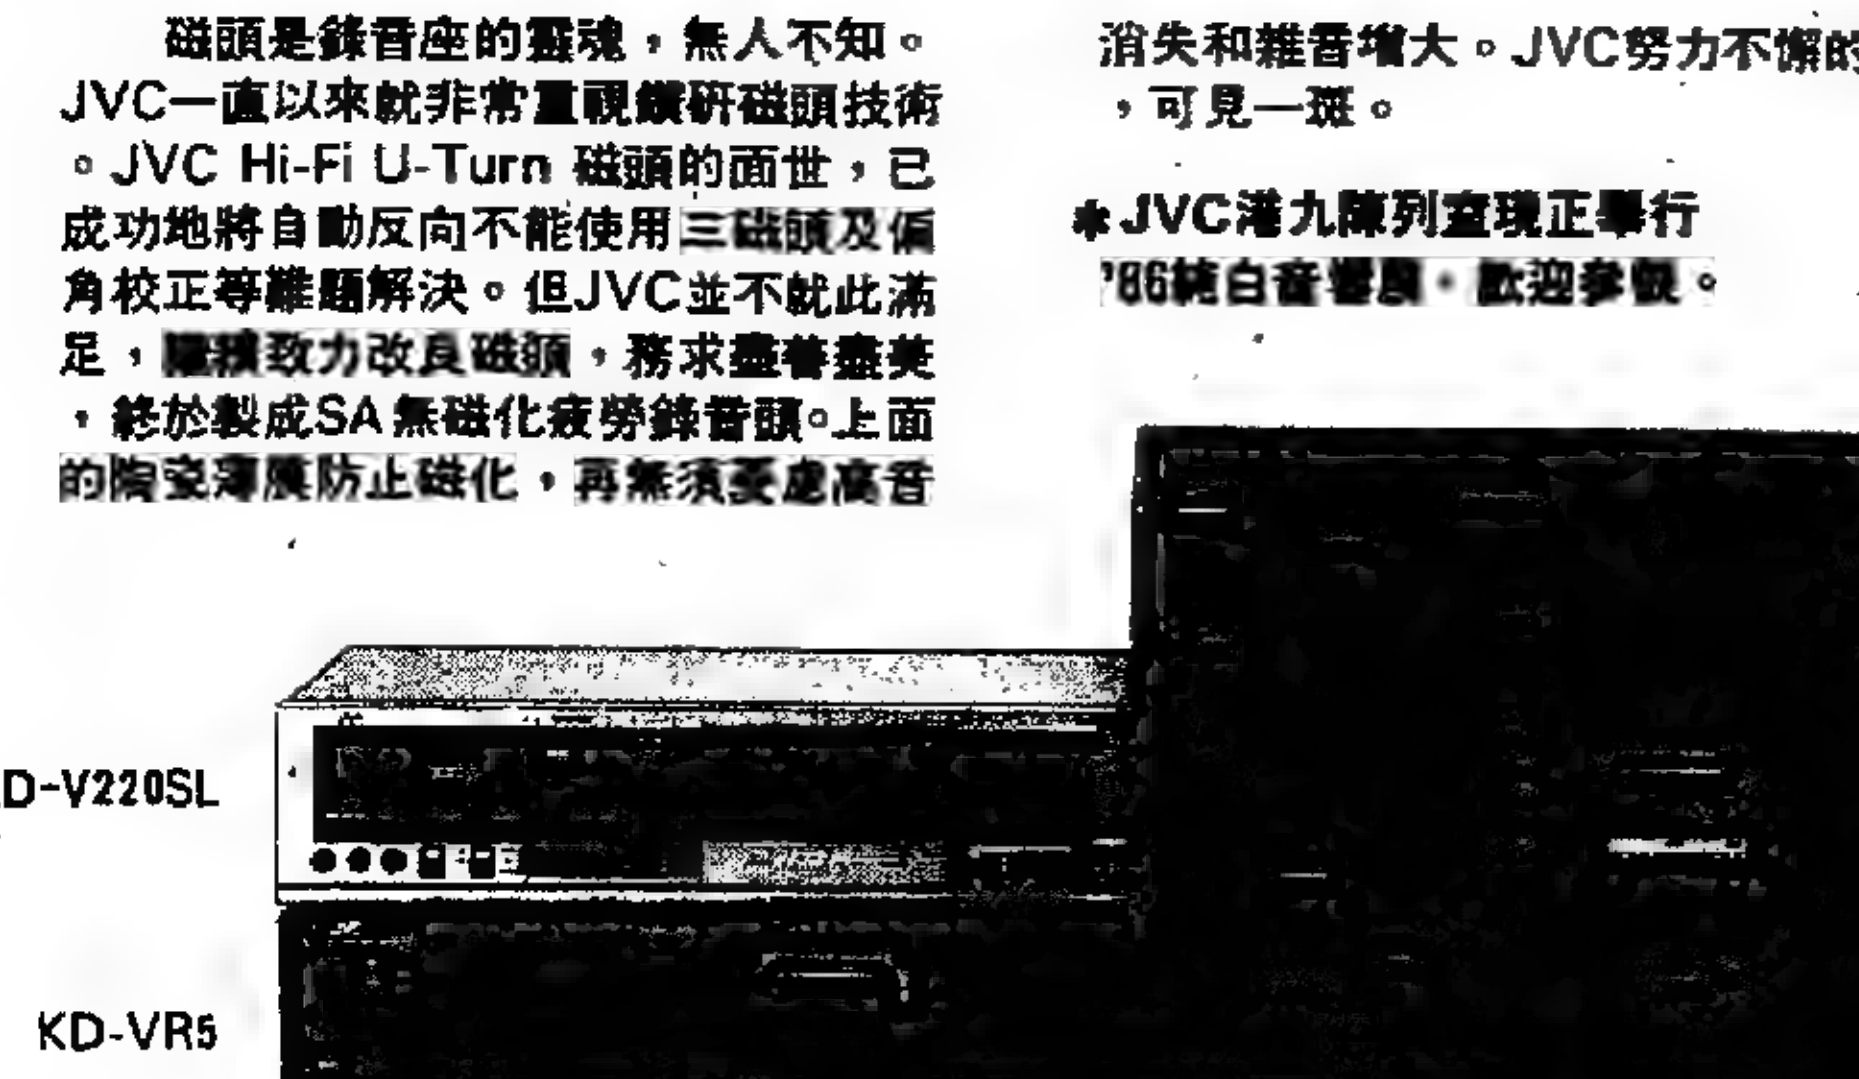 磁頭是錄音座的靈魂，無人不知。
JVC一直以來就非常重視鑽研磁頭技術
。JVC Hi-Fi U-Turn 磁頭的面世，已
成功地將自動反向不能使用三磁頭及偏
角校正等難題解決。但JVC並不就此滿
足，繼續致力改良磁頭，務求盡善盡美
，終於製成SA無磁化疲勞錄音頭。上面
的陶瓷薄膜防止磁化，再無須憂慮高音
消失和雜音增大。JVC努力不懈的
，可見一斑。
* JVC港九陳列室現正舉行
'86純白音響展。歡迎參觀。
D-V220SL
KD-VR5